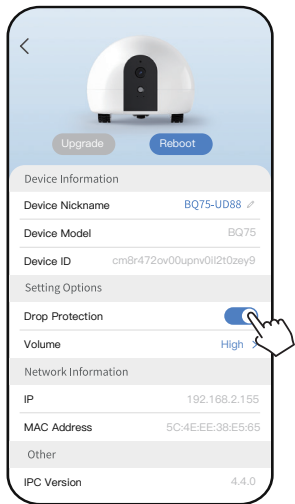 Upgrade Reboot
Device Information
Device Nickname BQ75-UD88
Device Model BQ75
Device ID cm8r472ov00upnv0ll2t0zey9
Setting Options
Drop Protection
Volume High
Network Information
IP 192.168.2.155
MAC Address 5C:4E:EE:38:E5:65
Other
IPC Version 4.4.0